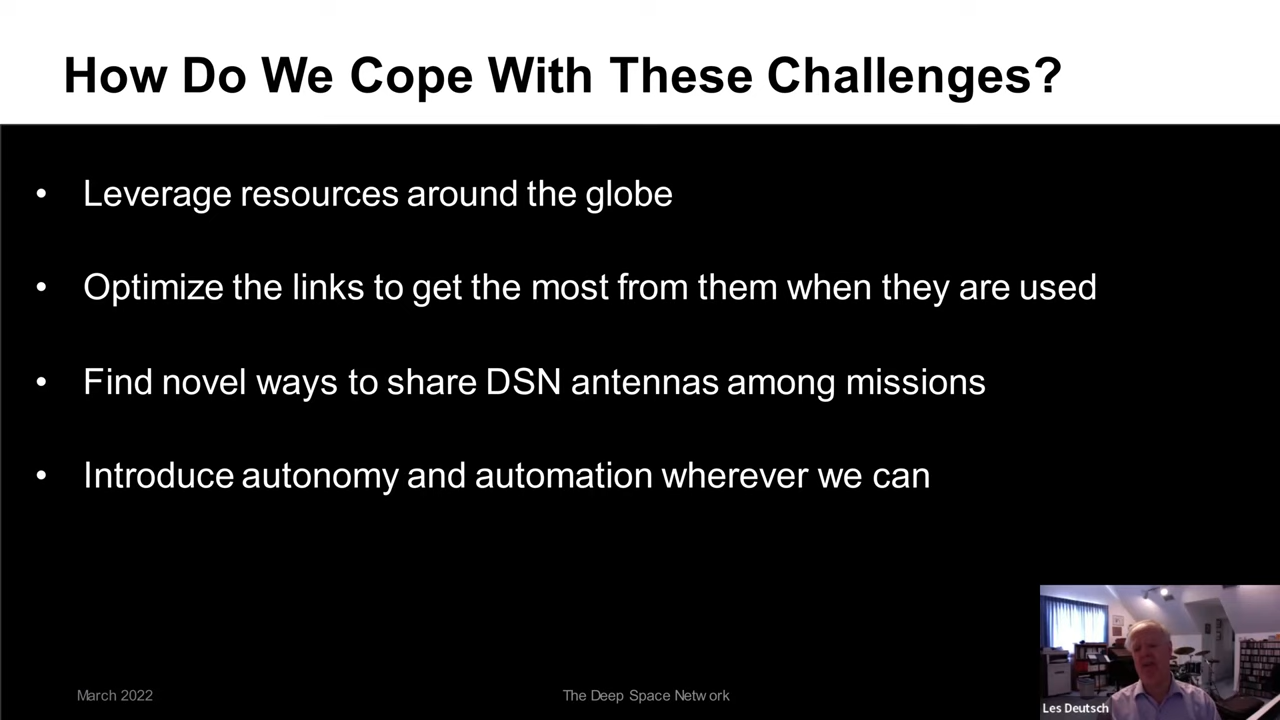 How Do We Cope With These Challenges?
• Leverage resources around the globe
• Optimize the links to get the most from them when they are used
• Find novel ways to share DSN antennas among missions
• Introduce autonomy and automation wherever we can
March 2022
The Deep Space Network
Les Deutsch